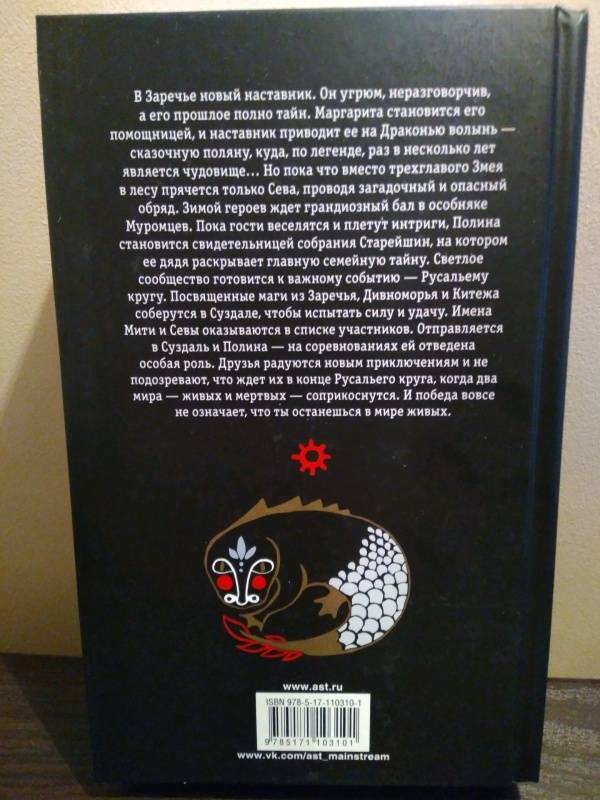 В Заречье новый наставник. Он угрюм, неразговорчив,
а его прошлое полно тайн. Маргарита становится его
помощницей, и наставник приводит ее на Драконью волынь —
сказочную поляну, куда, по легенде, раз в несколько лет
является чудовище... Но пока что вместо трехглавого Змея
в лесу прячется только Сева, проводя загадочный и опасный
обряд. Зимой героев ждет грандиозный бал в особняке
Муромцев. Пока гости веселятся и плетут интриги, Полина
становится свидетельницей собрания Старейшин, на котором
ее дядя раскрывает главную семейную тайну. Светлое
сообщество готовится к важному событию — Русальему
кругу. Посвященные маги из Заречья, Дивноморья и Китежа
соберутся в Суздале, чтобы испытать силу и удачу. Имена
Мити и Севы оказываются в списке участников. Отправляется
в Суздаль и Полина — на соревнованиях ей отведена
особая роль. Друзья радуются новым приключениям и не
подозревают, что ждет их в конце Русальего круга, когда два
мира — живых и мертвых — соприкоснутся. И победа вовсе
не означает, что ты останешься в мире живых.
www.ast.ru
ISBN 978-5-17-110310-1
9 785171 103101
www.vk.com/ast_mainstream